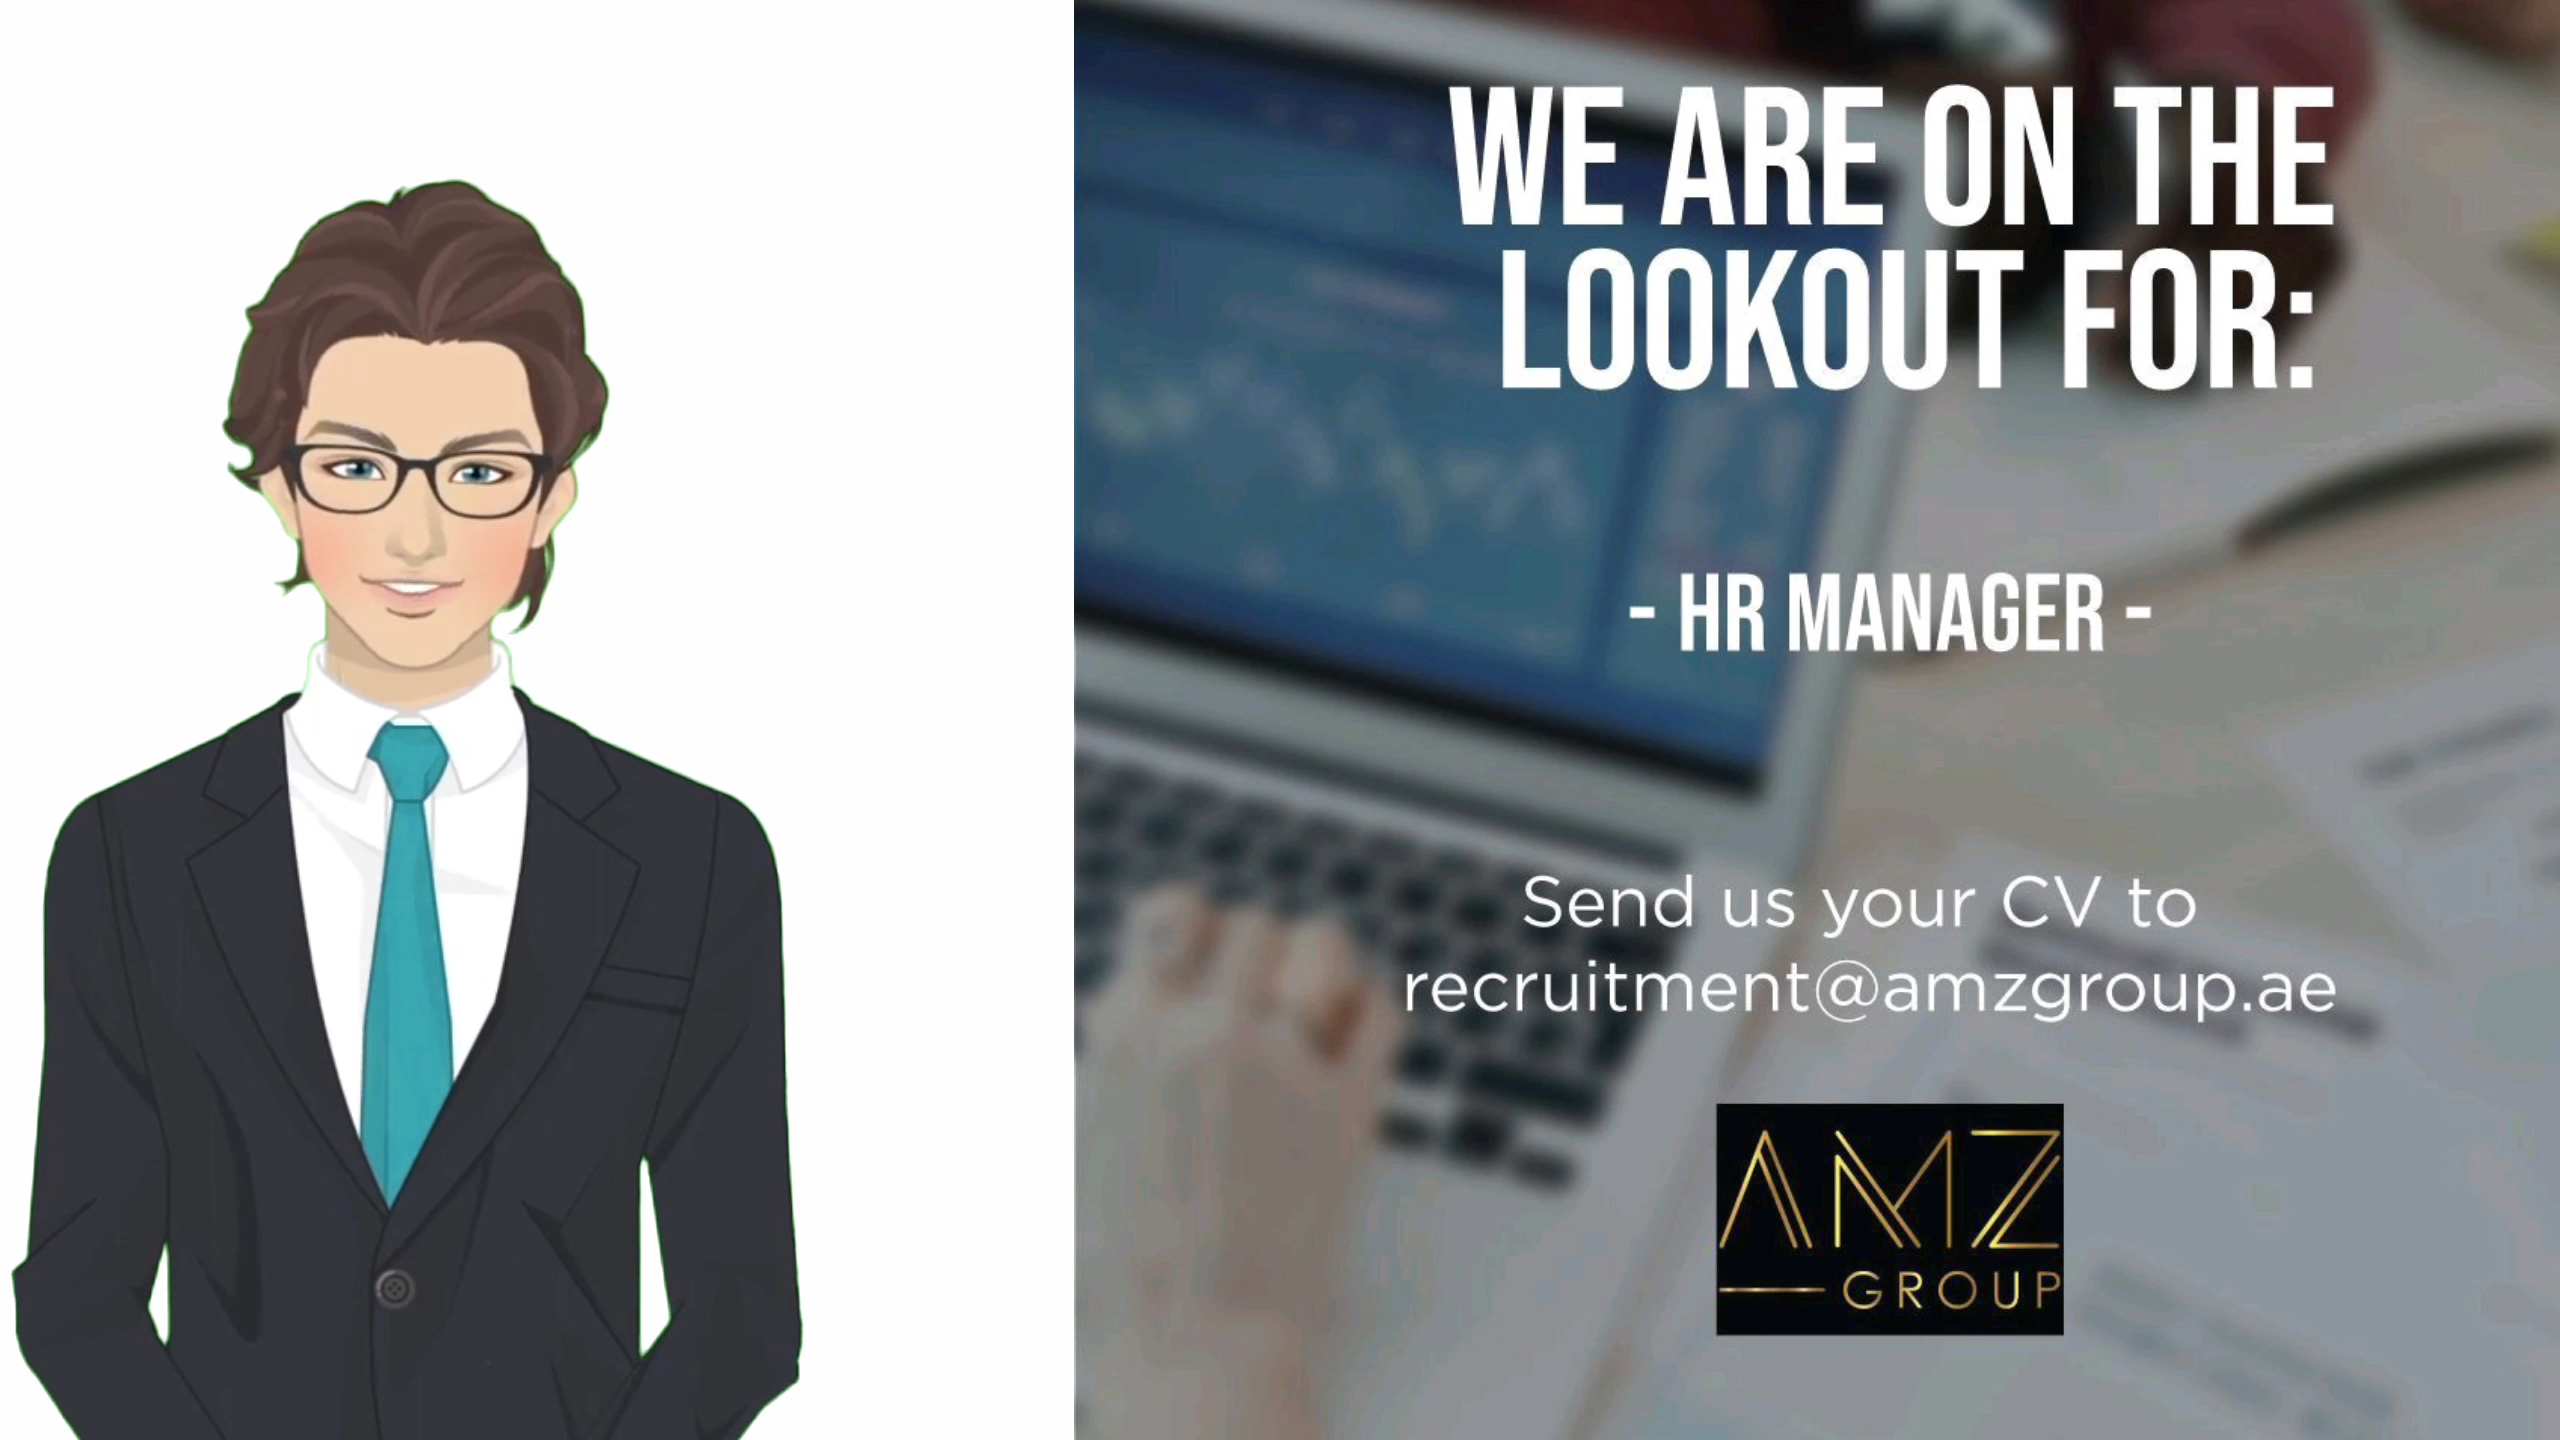 WE ARE ON THE
LOOKOUT FOR:
- HR MANAGER -
Send us your CV to
recruitment@amzgroup.ae
AMZ
GROUP